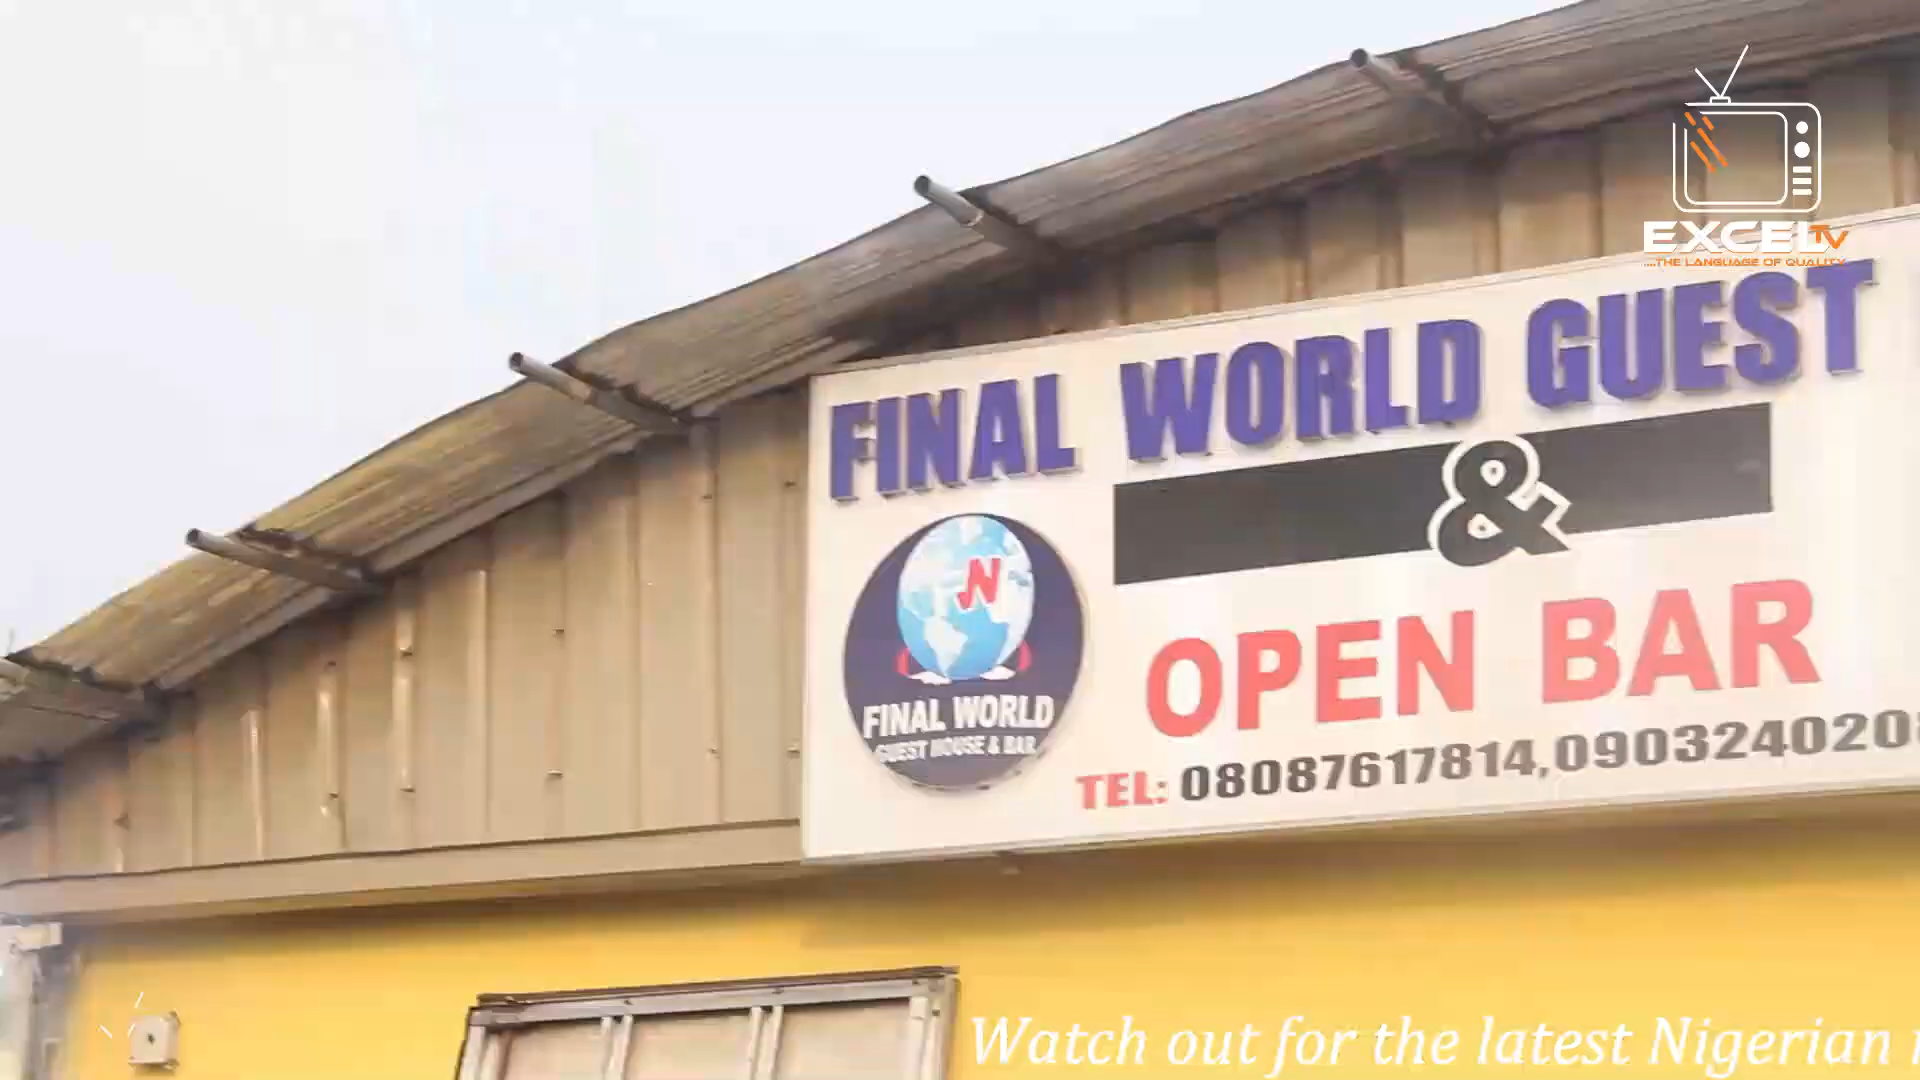 EXCEL TV
....THE LANGUAGE OF QUALITY
FINAL WORLD GUEST
&
OPEN BAR
TEL: 08087617814,090324020
N
FINAL WORLD
GUEST HOUSE & BAR
Watch out for the latest Nigerian